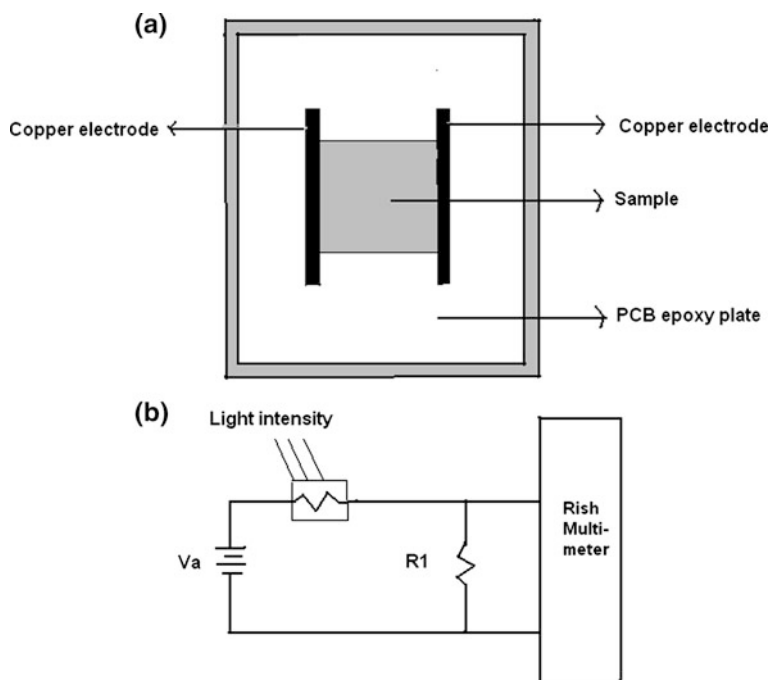 (a)
Copper electrode
Copper electrode
Sample
PCB epoxy plate
(b)
Light intensity
Va
R1
Rish
Multi-
meter